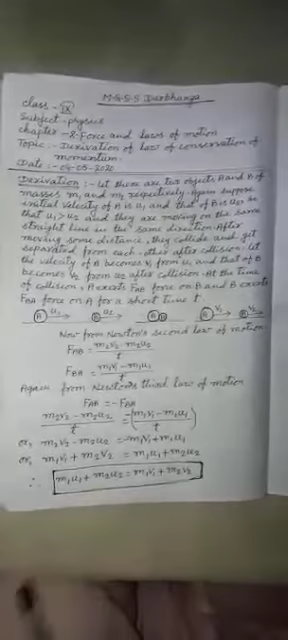 M.G.S.S Darbhanga
Class :- IX
Subject - physics
chapter - 8. Force and laws of motion
Topic :- Derivation of law of conservation of
momentum.
Date :- 04-05-2020
Derivation :- Let there are two objects A and B of
masses m₁ and m₂ respectively. Again suppose
initial velocity of A is u₁ and that of B is u₂, so
that u₁ > u₂ and they are moving on the same
straight line in the same direction. After
moving some distance, they collide and get
separated from each other after collision. Let
the velocity of A becomes v₁ from u₁ and that of B
becomes v₂ from u₂ after collision. At the time
of collision, A exerts FAB force on B and B exerts
FBA force on A for a short time t.
A u₁ B u₂ A B A v₁ B v₂
Now from Newton's second law of motion
FAB = m₂v₂ - m₂u₂ / t
FBA = m₁v₁ - m₁u₁ / t
Again from Newton's third law of motion
FAB = - FBA
m₂v₂ - m₂u₂ / t = -(m₁v₁ - m₁u₁ / t)
or, m₂v₂ - m₂u₂ = -m₁v₁ + m₁u₁
or, m₁v₁ + m₂v₂ = m₁u₁ + m₂u₂
∴ m₁u₁ + m₂u₂ = m₁v₁ + m₂v₂